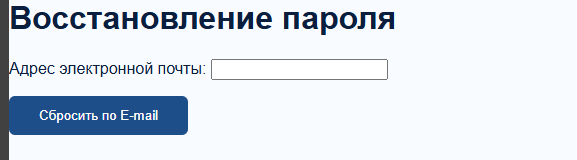 Восстановление пароля
Адрес электронной почты:
Сбросить по E-mail